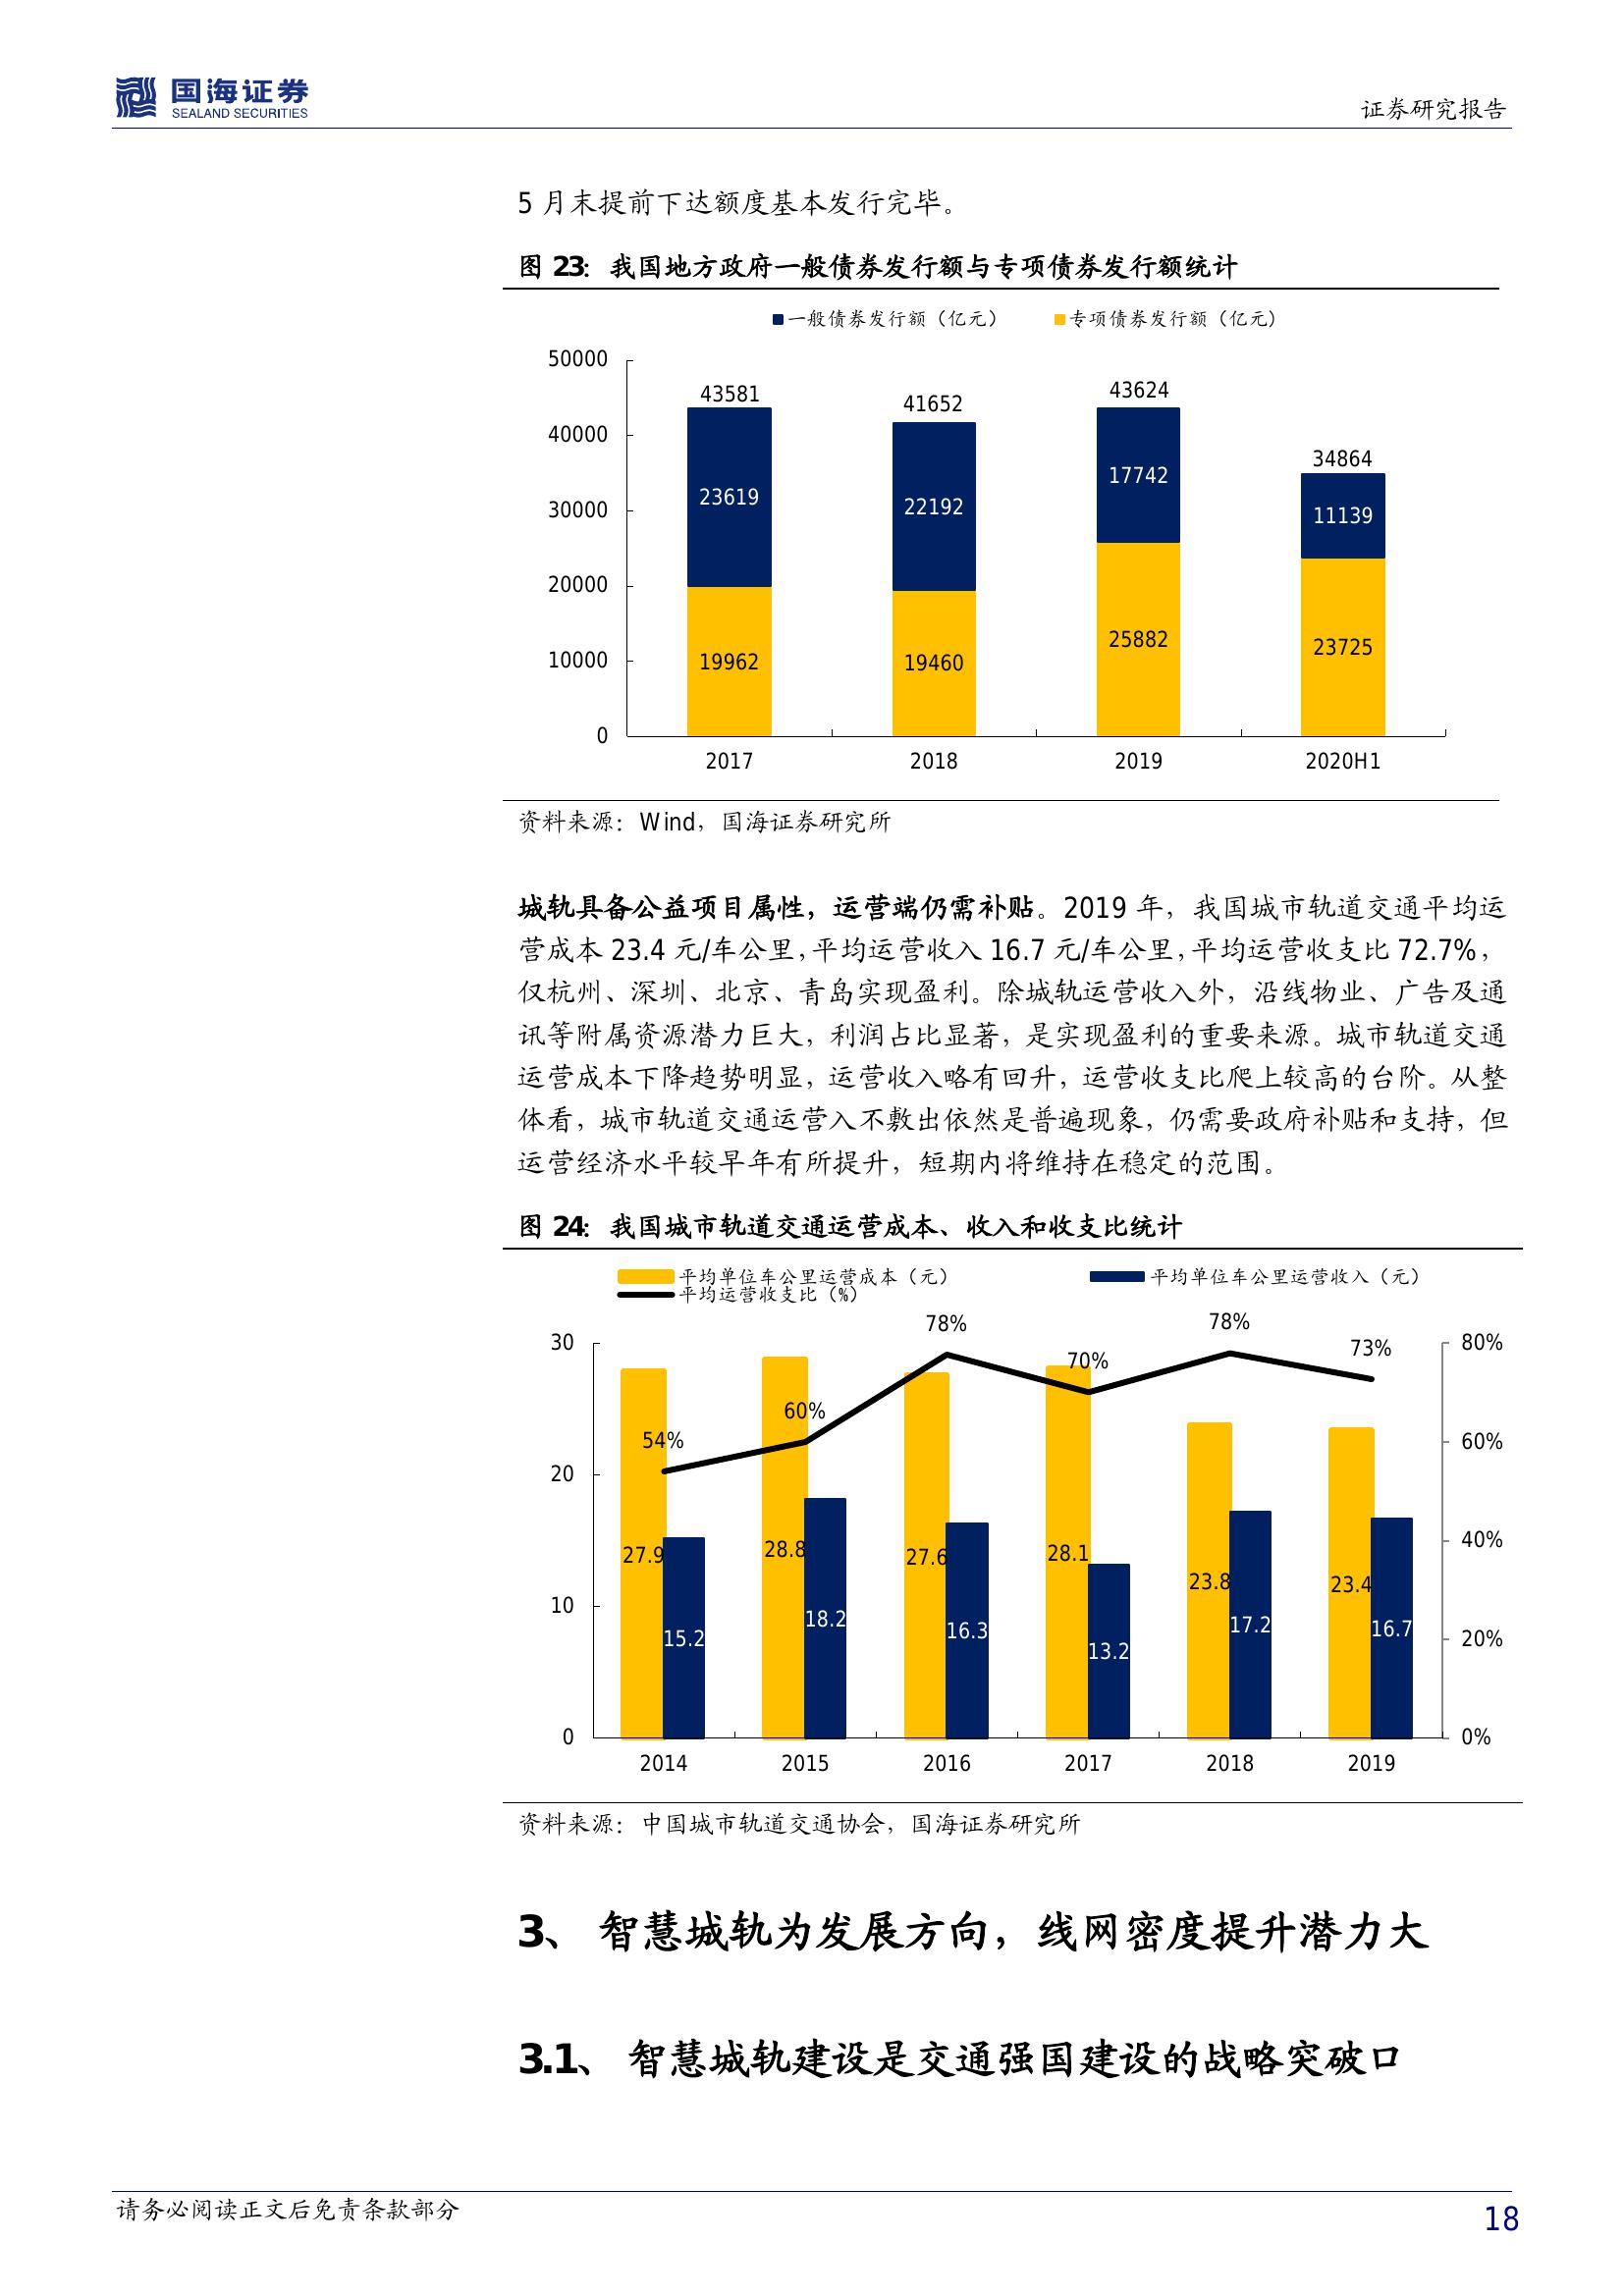 国海证券
SEALAND SECURITIES
证券研究报告
5 月末提前下达额度基本发行完毕。
图 23：我国地方政府一般债券发行额与专项债券发行额统计
一般债券发行额（亿元） 专项债券发行额（亿元）
50000
40000
30000
20000
10000
0
43581 41652 43624 34864
23619 22192 17742 11139
19962 19460 25882 23725
2017 2018 2019 2020H1
资料来源：Wind，国海证券研究所
城轨具备公益项目属性，运营端仍需补贴。2019 年，我国城市轨道交通平均运
营成本 23.4 元/车公里，平均运营收入 16.7 元/车公里，平均运营收支比 72.7%，
仅杭州、深圳、北京、青岛实现盈利。除城轨运营收入外，沿线物业、广告及通
讯等附属资源潜力巨大，利润占比显著，是实现盈利的重要来源。城市轨道交通
运营成本下降趋势明显，运营收入略有回升，运营收支比爬上较高的台阶。从整
体看，城市轨道交通运营入不敷出依然是普遍现象，仍需要政府补贴和支持，但
运营经济水平较早年有所提升，短期内将维持在稳定的范围。
图 24：我国城市轨道交通运营成本、收入和收支比统计
平均单位车公里运营成本（元） 平均单位车公里运营收入（元）
平均运营收支比（%）
30
20
10
0
54% 60% 78% 70% 78% 73%
27.9 28.8 27.6 28.1 23.8 23.4
15.2 18.2 16.3 13.2 17.2 16.7
80%
60%
40%
20%
0%
2014 2015 2016 2017 2018 2019
资料来源：中国城市轨道交通协会，国海证券研究所
3、 智慧城轨为发展方向，线网密度提升潜力大
3.1、 智慧城轨建设是交通强国建设的战略突破口
请务必阅读正文后免责条款部分
18